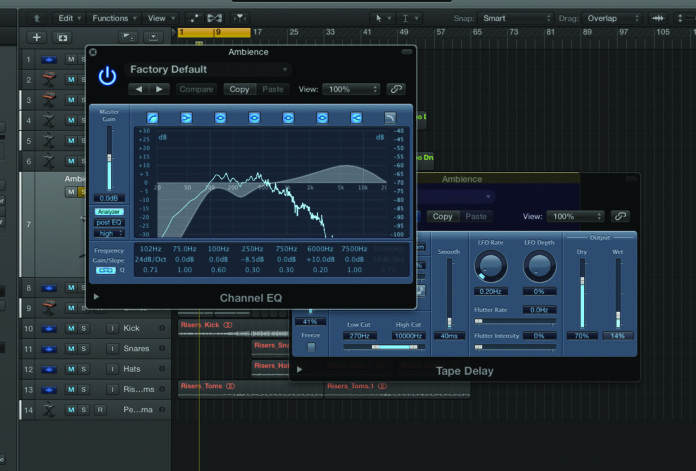 Edit Functions View Snap: Smart Drag: Overlap
1 9 17 25 33 41 49 57 65 73 81 89 97 105
Ambience
Factory Default
Compare Copy Paste View: 100%
Master Gain
0.0dB
Analyzer
post EQ
high
dB dB
+30 +25 +20 +15 +10 +5 0 5 10 15 20 25 30
-40 -45 -50 -55 -60 -65 -70 -75 -80 -85 -90 -95
20 50 100 200 500 1k 2k 5k 10k
Frequency 102Hz 75.0Hz 100Hz 250Hz 500Hz 6000Hz 7500Hz
Gain/Slope 24dB/Oct 0.0dB 0.0dB -8.5dB 0.0dB +10.0dB 0.0dB
Q 0.71 1.00 0.60 0.30 0.30 0.20 1.00 0.71
Channel EQ
Ambience
Copy Paste View: 100%
Smooth
LFO Rate LFO Depth
Output
Dry Wet
0.20Hz 0%
Flutter Rate 0.0Hz
Flutter Intensity 0%
41%
Freeze
Low Cut High Cut
270Hz 10000Hz
40ms
70% 14%
Tape Delay
1 M S
2 M
3 M
4 M
5 M
6 M
7 Ambi
M S
8 M
9 M S
10 M S I Kick
11 M S I Snares
12 M S I Hats
13 M S I Ris...ms
14 M S R Pe...ma
Risers_Kick
Risers_Sna
Risers_Hat
Risers_Toms Risers_Toms.1